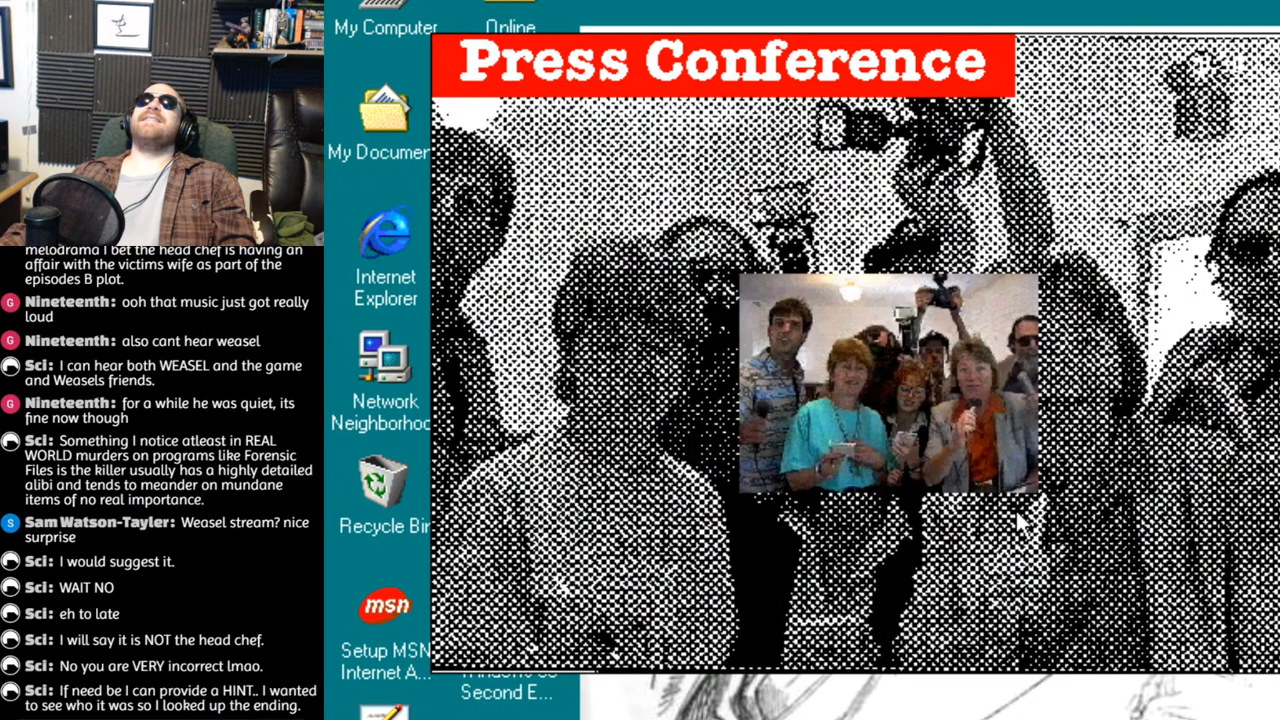 melodrama I bet the head chef is having an
affair with the victims wife as part of the
episodes B plot.
G Nineteenth: ooh that music just got really
loud
G Nineteenth: also cant hear weasel
Sci: I can hear both WEASEL and the game
and Weasels friends.
G Nineteenth: for a while he was quiet, its
fine now though
Sci: Something I notice atleast in REAL
WORLD murders on programs like Forensic
Files is the killer usually has a highly detailed
alibi and tends to meander on mundane
items of no real importance.
S Sam Watson-Tayler: Weasel stream? nice
surprise
Sci: I would suggest it.
Sci: WAIT NO
Sci: eh to late
Sci: I will say it is NOT the head chef.
Sci: No you are VERY incorrect lmao.
Sci: If need be I can provide a HINT.. I wanted
to see who it was so I looked up the ending.
My Computer
Online
My Documen
Internet
Explorer
Network
Neighborhoo
Recycle Bin
msn
Setup MSN
Internet A...
Second E...
Press Conference